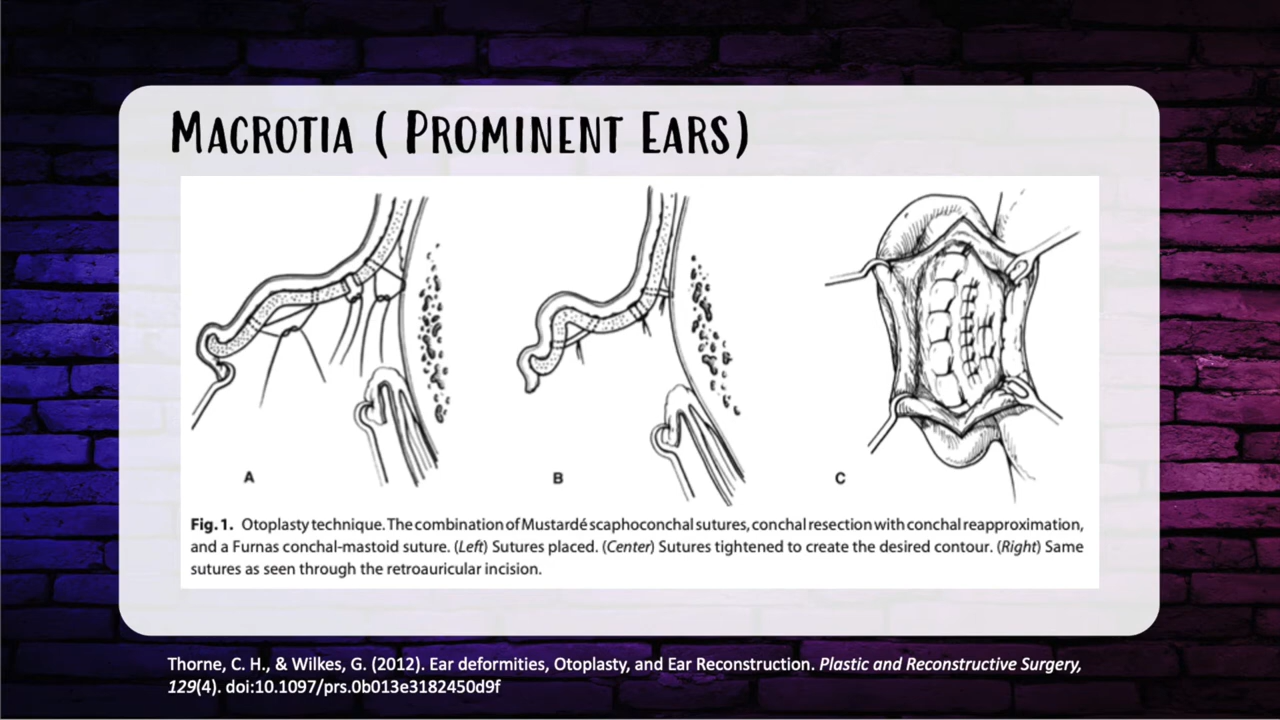 MACROTIA ( PROMINENT EARS)
A
B
C
Fig. 1. Otoplasty technique. The combination of Mustardé scaphoconchal sutures, conchal resection with conchal reapproximation,
and a Furnas conchal-mastoid suture. (Left) Sutures placed. (Center) Sutures tightened to create the desired contour. (Right) Same
sutures as seen through the retroauricular incision.
Thorne, C. H., & Wilkes, G. (2012). Ear deformities, Otoplasty, and Ear Reconstruction. Plastic and Reconstructive Surgery,
129(4). doi:10.1097/prs.0b013e3182450d9f